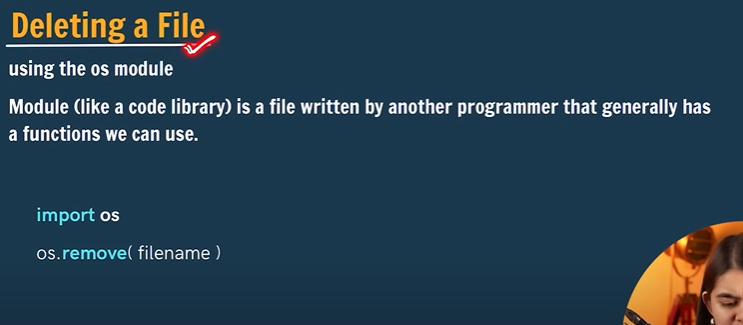 Deleting a File
using the os module
Module (like a code library) is a file written by another programmer that generally has
a functions we can use.
import os
os.remove( filename )